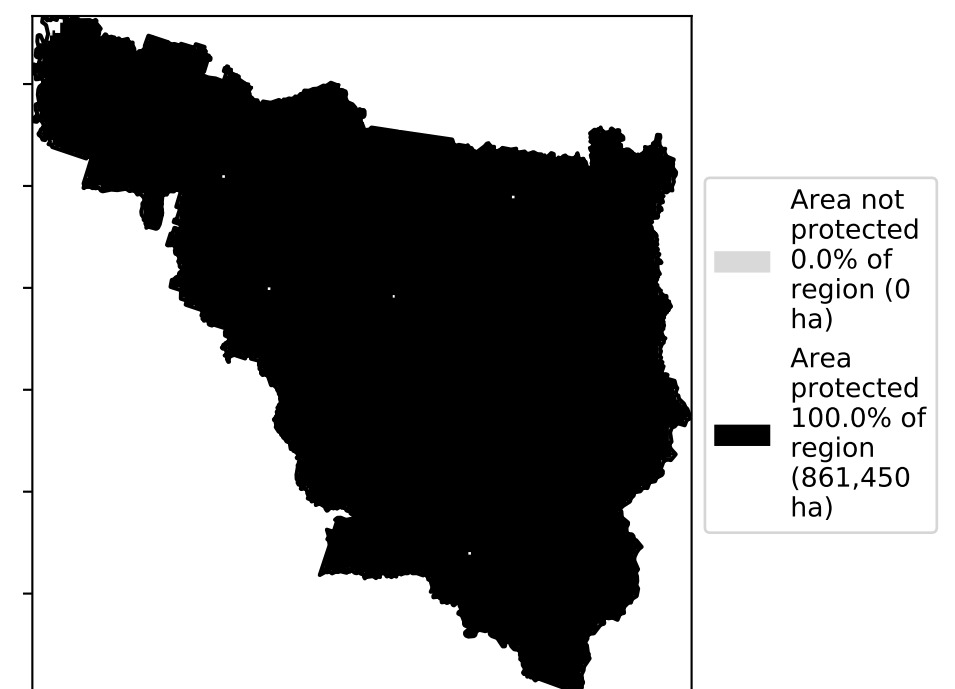 Area not
protected
0.0% of
region (0
ha)
Area
protected
100.0% of
region
(861,450
ha)